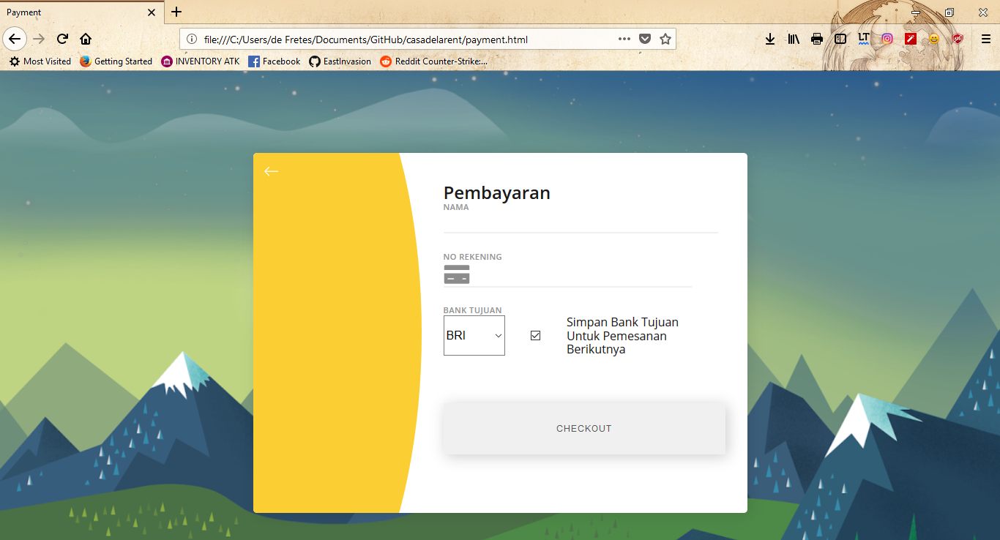 Payment
file:///C:/Users/de Fretes/Documents/GitHub/casadelarent/payment.html
LT
Most Visited Getting Started INVENTORY ATK Facebook EastInvasion Reddit Counter-Strike:...
Pembayaran
NAMA
NO REKENING
BANK TUJUAN
BRI
Simpan Bank Tujuan
Untuk Pemesanan
Berikutnya
CHECKOUT